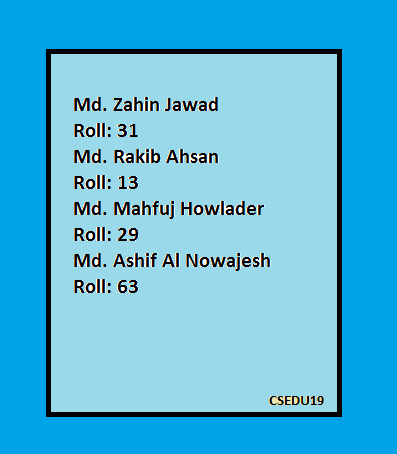 Md. Zahin Jawad
Roll: 31
Md. Rakib Ahsan
Roll: 13
Md. Mahfuj Howlader
Roll: 29
Md. Ashif Al Nowajesh
Roll: 63
CSEDU19